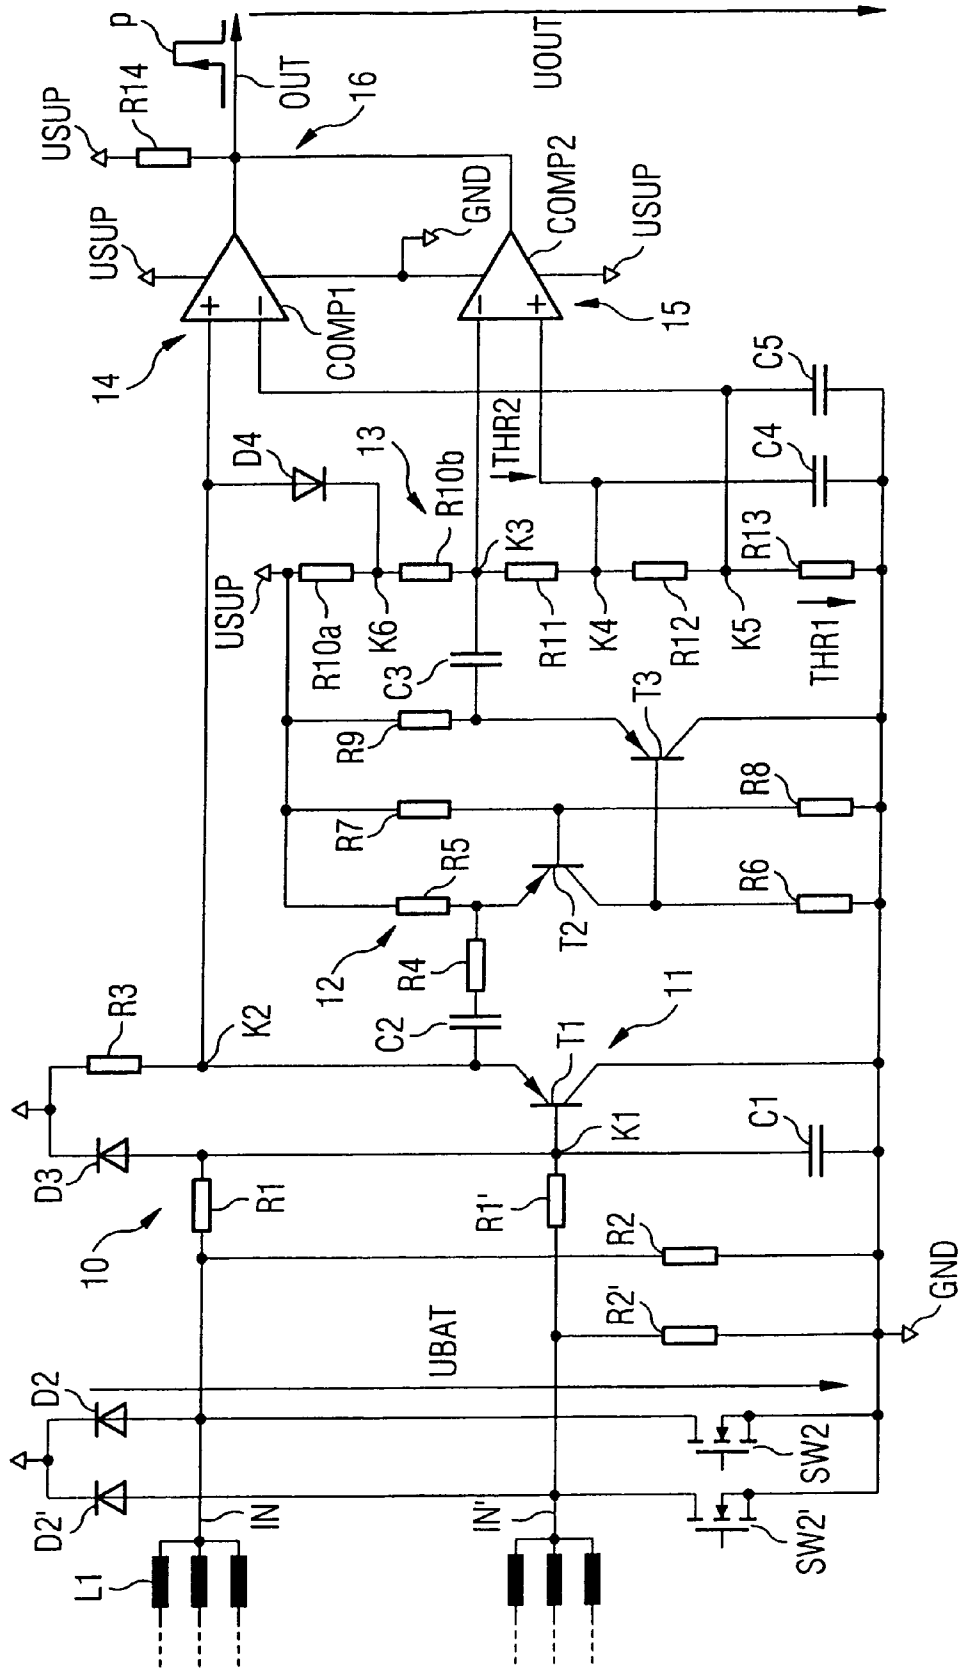 L1
IN
IN'
D2'
D2
UBAT
SW2'
SW2
GND
R2'
R2
10
R1
R1'
D3
K1
C1
R3
K2
T1
11
C2
R4
12
R5
T2
R6
R7
R8
R9
T3
C3
USUP
R10a
K6
R10b
13
D4
K3
R11
K4
R12
K5
R13
THR1
THR2
C4
C5
14
COMP1
USUP
15
COMP2
USUP
GND
16
USUP
R14
OUT
P
UOUT
+
−
−
+